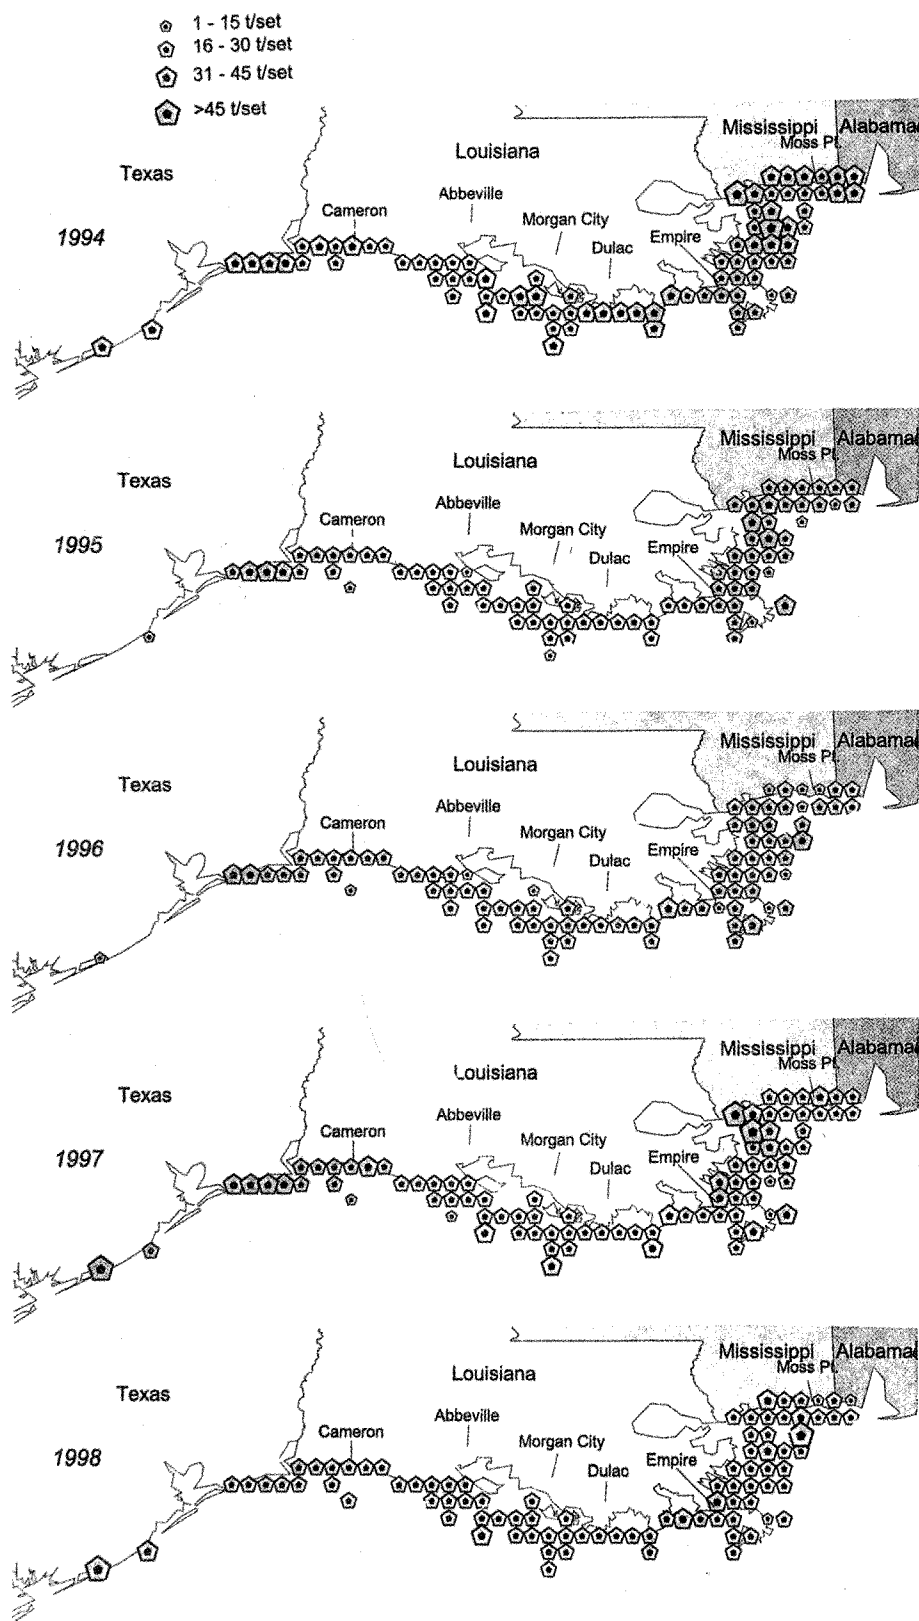 1 - 15 t/set
16 - 30 t/set
31 - 45 t/set
>45 t/set
Mississippi Alabama
Moss Pt.
Louisiana
Texas
Abbeville
Cameron
Morgan City
1994
Empire
Dulac
Mississippi Alabama
Moss Pt.
Louisiana
Texas
Abbeville
Cameron
Morgan City
1995
Empire
Dulac
Mississippi Alabama
Moss Pt.
Louisiana
Texas
Abbeville
Cameron
Morgan City
1996
Empire
Dulac
Mississippi Alabama
Moss Pt.
Louisiana
Texas
Abbeville
Cameron
Morgan City
1997
Empire
Dulac
Mississippi Alabama
Moss Pt.
Louisiana
Texas
Abbeville
Cameron
Morgan City
1998
Empire
Dulac